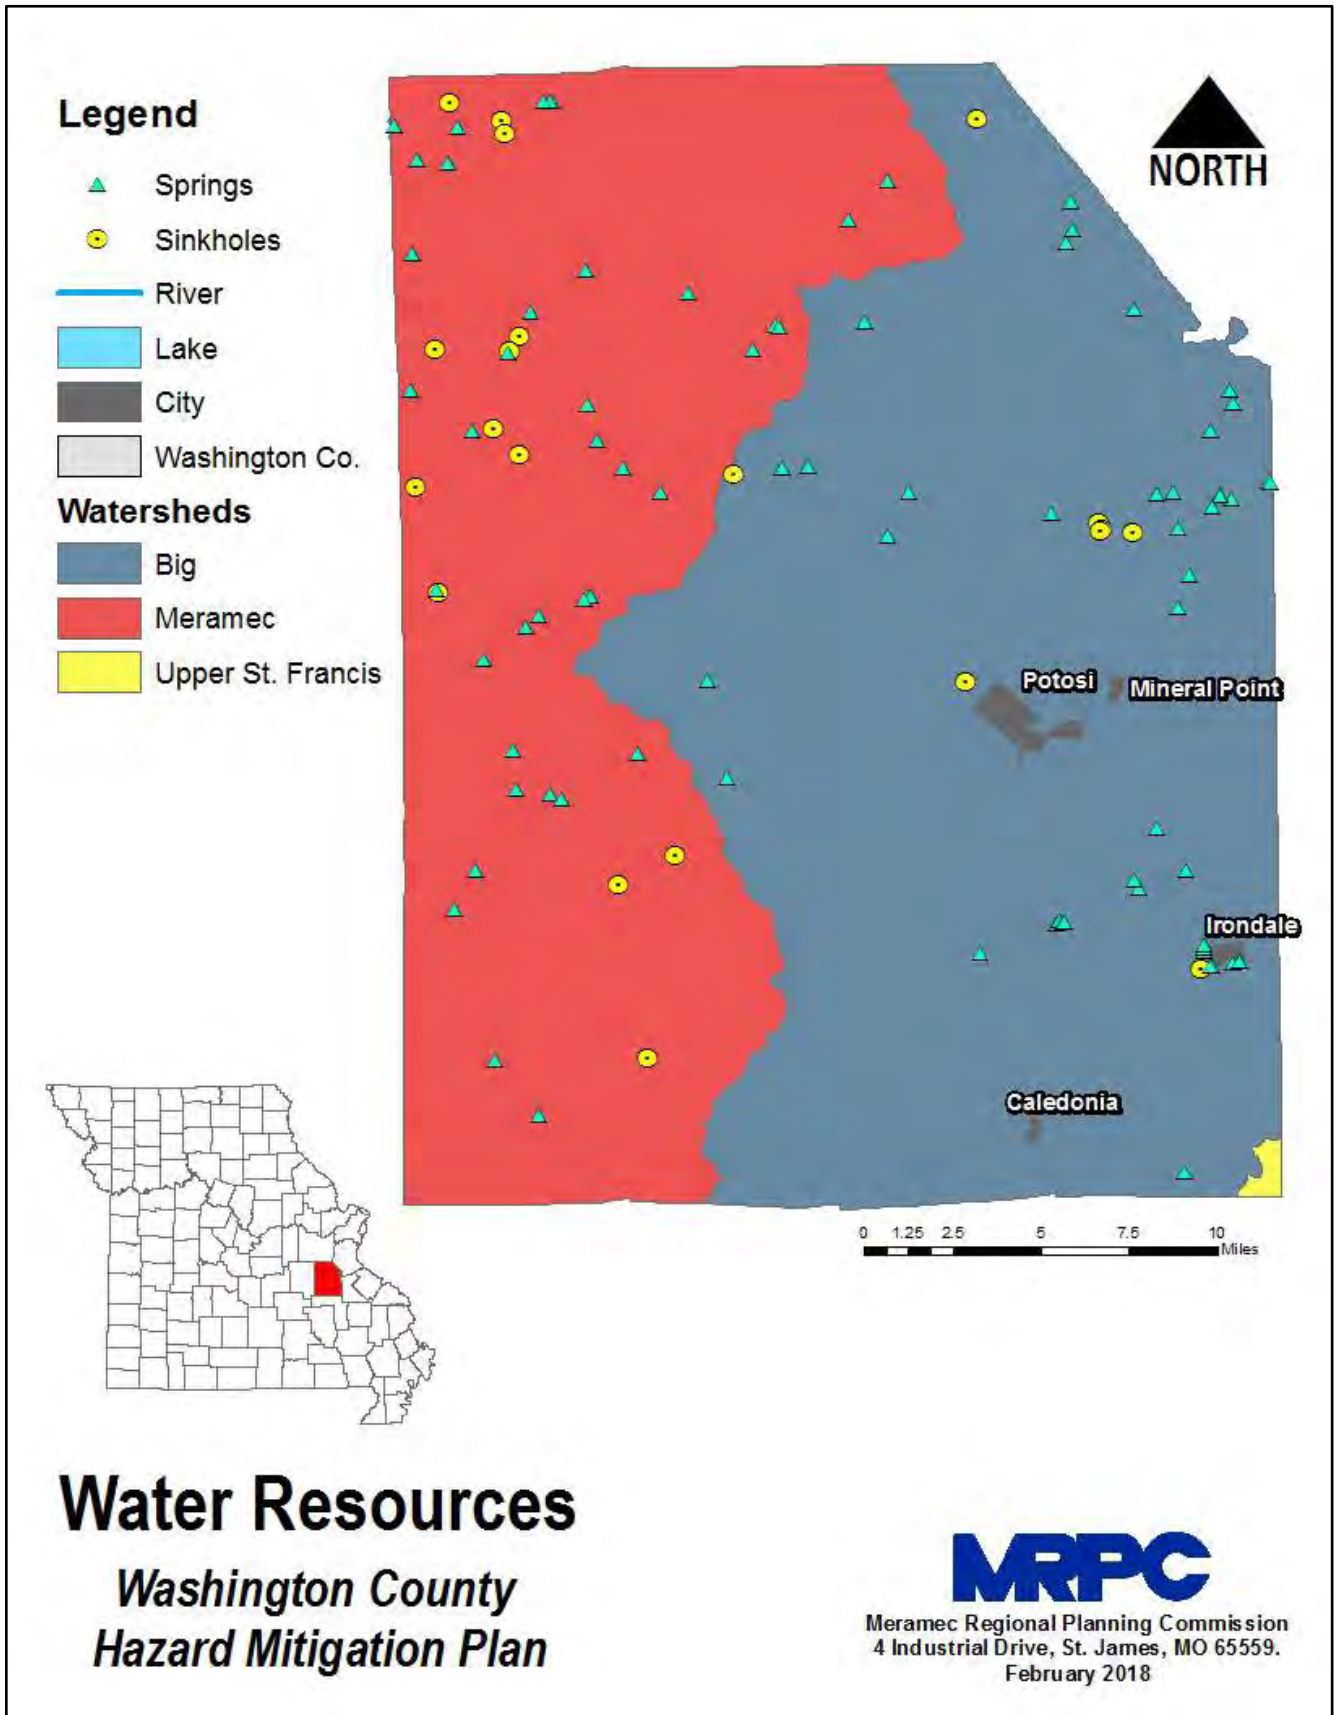 Legend
Springs
Sinkholes
River
Lake
City
Washington Co.
Watersheds
Big
Meramec
Upper St. Francis
NORTH
Potosi
Mineral Point
Irondale
Caledonia
0 1.25 2.5 5 7.5 10
Miles
Water Resources
Washington County
Hazard Mitigation Plan
MRPC
Meramec Regional Planning Commission
4 Industrial Drive, St. James, MO 65559.
February 2018